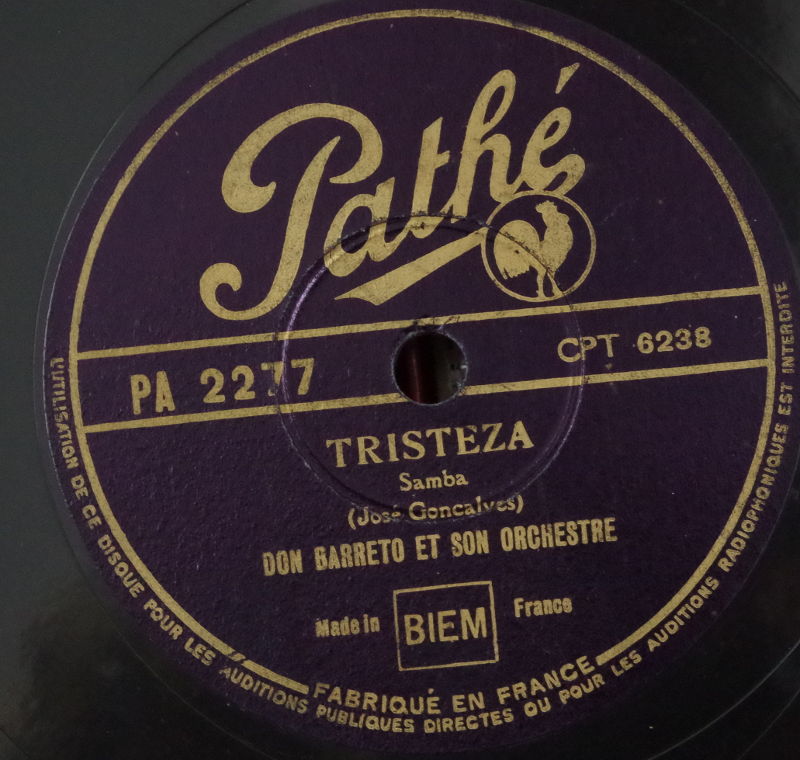 Pathé
PA 2277
CPT 6238
TRISTEZA
Samba
(José Goncalves)
DON BARRETO ET SON ORCHESTRE
Made in
BIEM
France
FABRIQUÉ EN FRANCE
L'UTILISATION DE CE DISQUE POUR LES AUDITIONS PUBLIQUES DIRECTES OU POUR LES AUDITIONS RADIOPHONIQUES EST INTERDITE